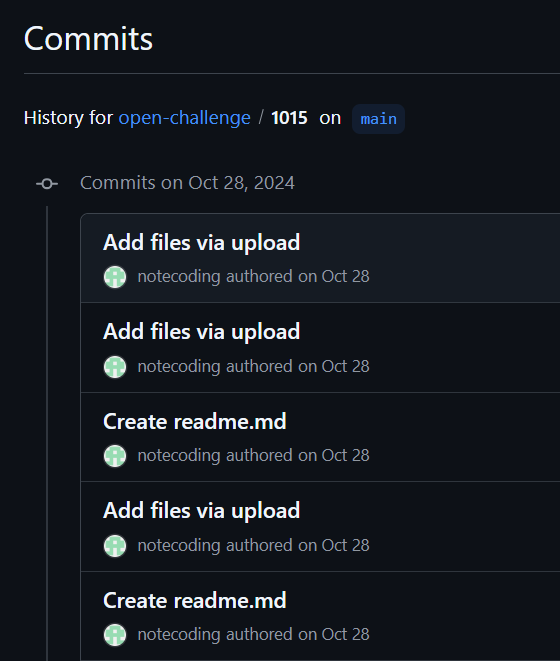 Commits
History for open-challenge / 1015 on main
Commits on Oct 28, 2024
Add files via upload
notecoding authored on Oct 28
Add files via upload
notecoding authored on Oct 28
Create readme.md
notecoding authored on Oct 28
Add files via upload
notecoding authored on Oct 28
Create readme.md
notecoding authored on Oct 28